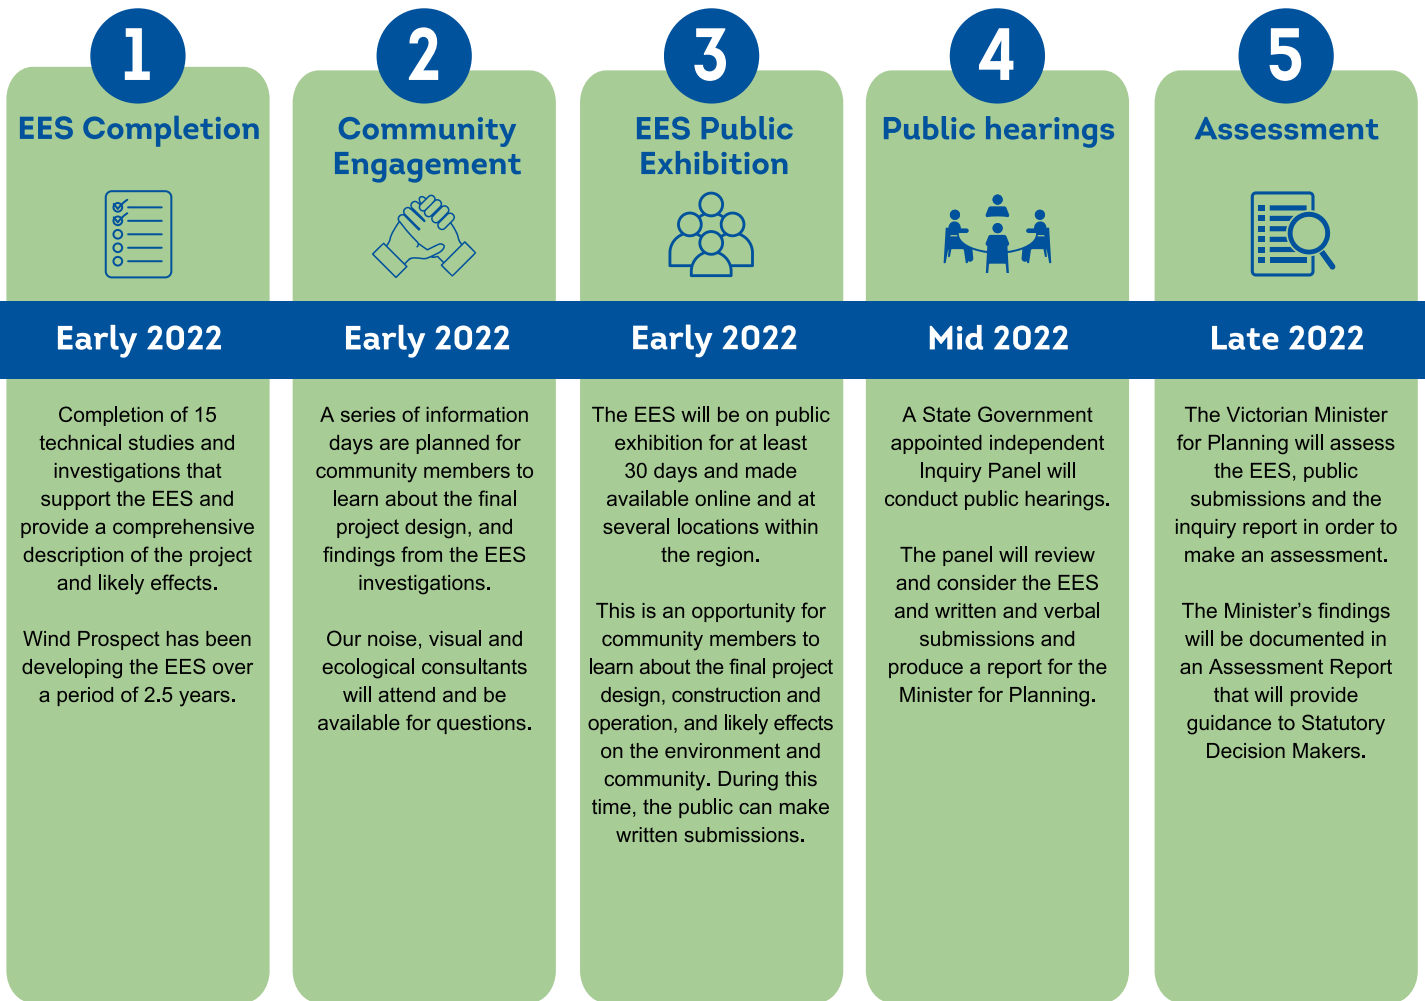 1
EES Completion
Early 2022
Completion of 15
technical studies and
investigations that
support the EES and
provide a comprehensive
description of the project
and likely effects.
Wind Prospect has been
developing the EES over
a period of 2.5 years.
2
Community
Engagement
Early 2022
A series of information
days are planned for
community members to
learn about the final
project design, and
findings from the EES
investigations.
Our noise, visual and
ecological consultants
will attend and be
available for questions.
3
EES Public
Exhibition
Early 2022
The EES will be on public
exhibition for at least
30 days and made
available online and at
several locations within
the region.
This is an opportunity for
community members to
learn about the final project
design, construction and
operation, and likely effects
on the environment and
community. During this
time, the public can make
written submissions.
4
Public hearings
Mid 2022
A State Government
appointed independent
Inquiry Panel will
conduct public hearings.
The panel will review
and consider the EES
and written and verbal
submissions and
produce a report for the
Minister for Planning.
5
Assessment
Late 2022
The Victorian Minister
for Planning will assess
the EES, public
submissions and the
inquiry report in order to
make an assessment.
The Minister’s findings
will be documented in
an Assessment Report
that will provide
guidance to Statutory
Decision Makers.